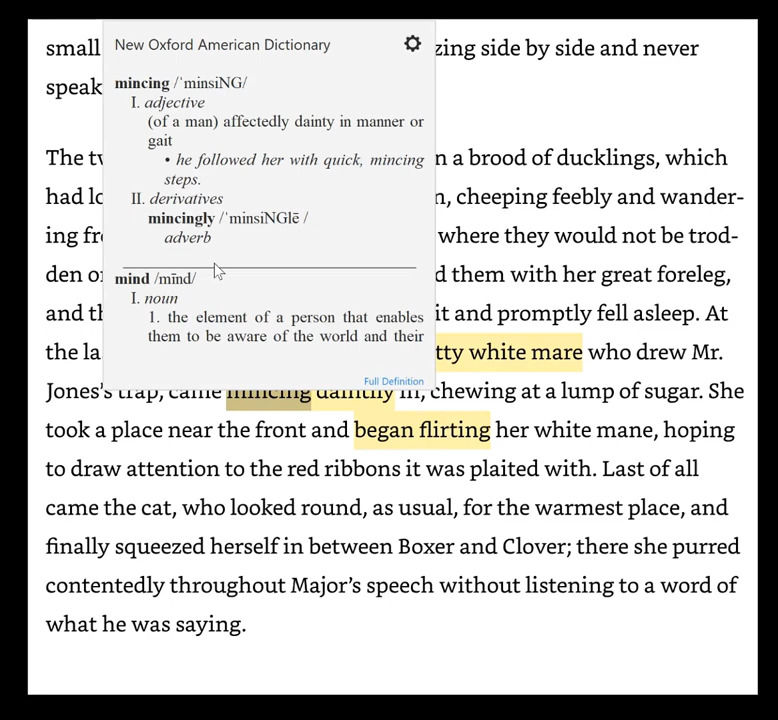 small
zing side by side and never
speak
New Oxford American Dictionary
mincing /ˈminsiNG/
I. adjective
(of a man) affectedly dainty in manner or
gait
• he followed her with quick, mincing
steps.
II. derivatives
mincingly /ˈminsiNGlē /
adverb
mind /mīnd/
I. noun
1. the element of a person that enables
them to be aware of the world and their
Full Definition
The tw
n a brood of ducklings, which
had lo
n, cheeping feebly and wander-
ing fr
where they would not be trod-
den o
d them with her great foreleg,
and th
it and promptly fell asleep. At
the la
tty white mare who drew Mr.
Jones’s trap, came mincing daintily in, chewing at a lump of sugar. She
took a place near the front and began flirting her white mane, hoping
to draw attention to the red ribbons it was plaited with. Last of all
came the cat, who looked round, as usual, for the warmest place, and
finally squeezed herself in between Boxer and Clover; there she purred
contentedly throughout Major’s speech without listening to a word of
what he was saying.